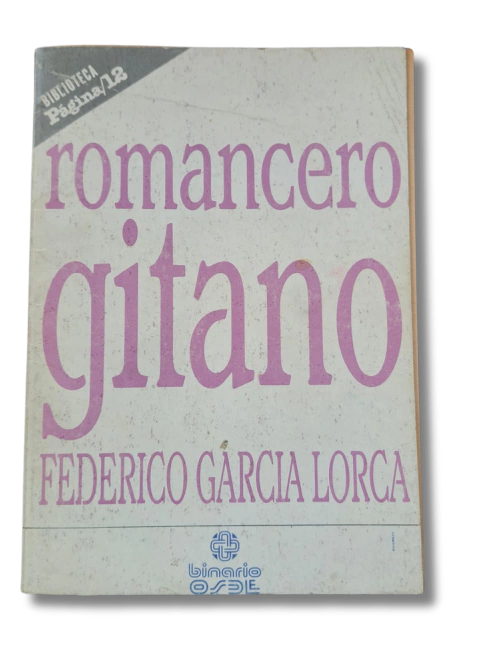 BIBLIOTECA
Página/12
romancero
gitano
FEDERICO GARCIA LORCA
binario
OSDE